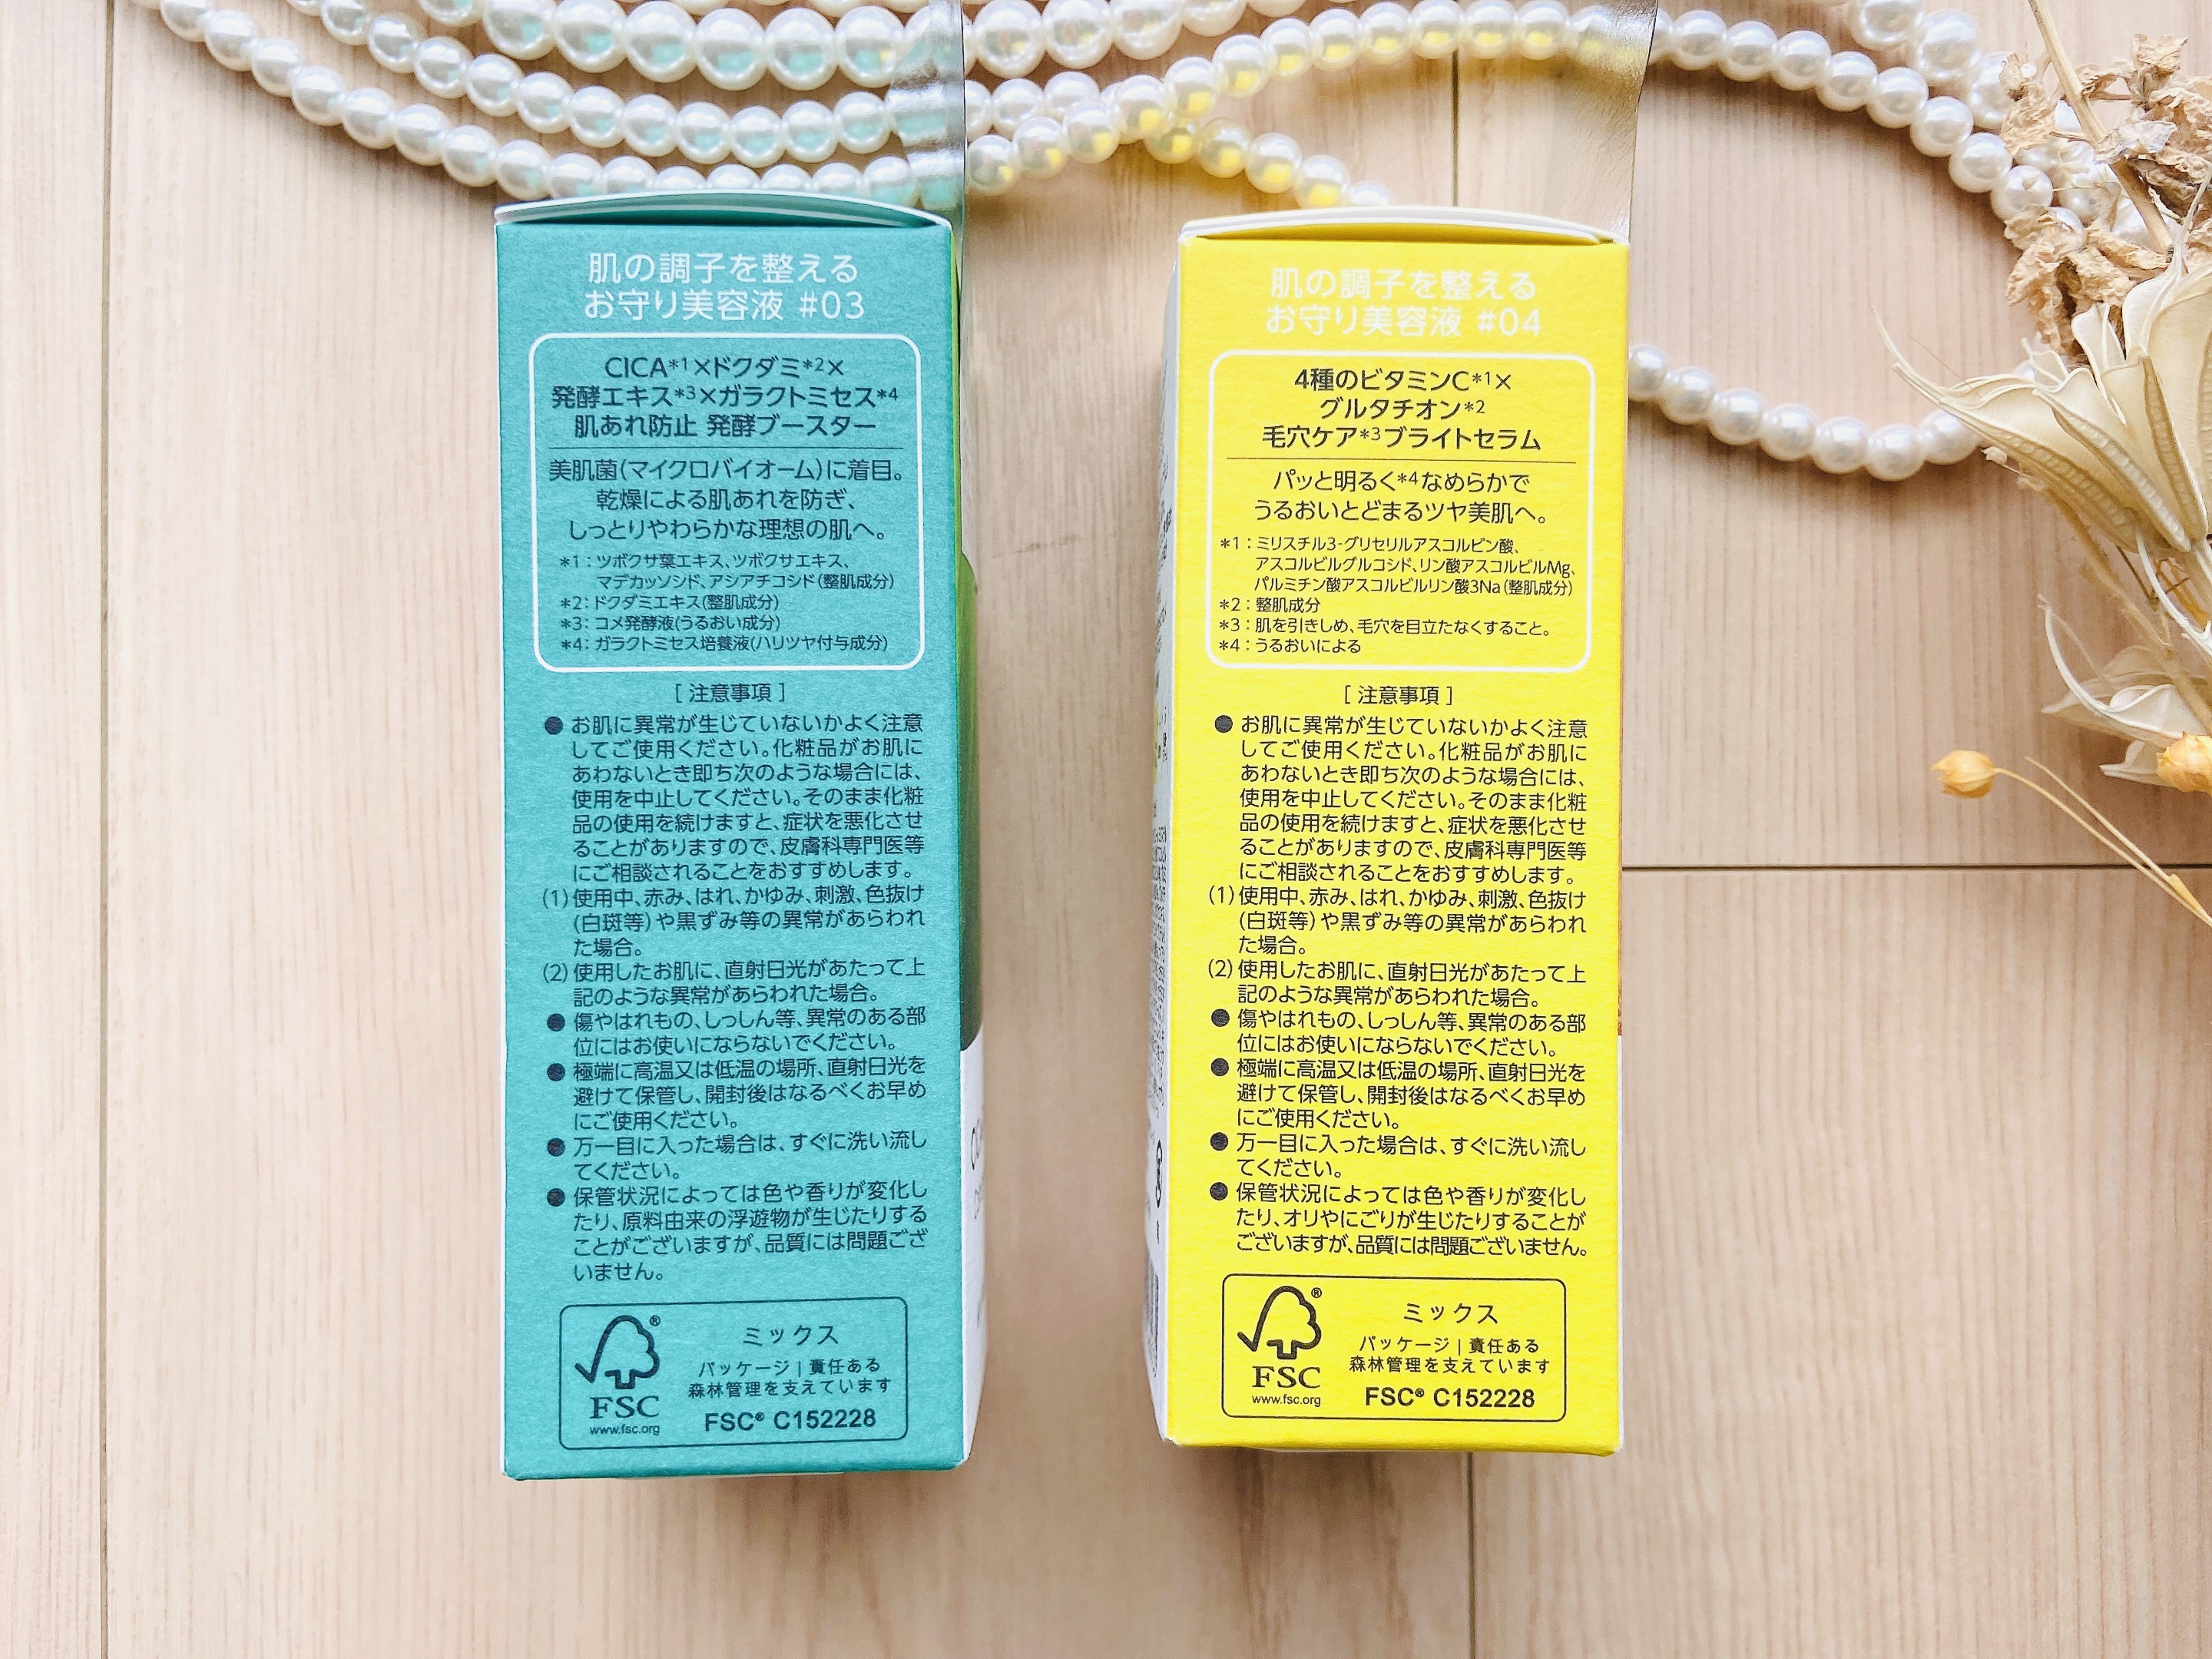 肌の調子を整える
お守り美容液 #03
CICA*1×ドクダミ*2×
発酵エキス*3×ガラクトミセス*4
肌あれ防止 発酵ブースター
美肌菌(マイクロバイオーム)に着目。
乾燥による肌あれを防ぎ、
しっとりやわらかな理想の肌へ。
*1：ツボクサ葉エキス、ツボクサエキス、
マデカッソシド、アシアチコシド(整肌成分)
*2：ドクダミエキス(整肌成分)
*3：コメ発酵液(うるおい成分)
*4：ガラクトミセス培養液(ハリツヤ付与成分)
[ 注意事項 ]
● お肌に異常が生じていないかよく注意
してご使用ください。化粧品がお肌に
あわないとき即ち次のような場合には、
使用を中止してください。そのまま化粧
品の使用を続けますと、症状を悪化させ
ることがありますので、皮膚科専門医等
にご相談されることをおすすめします。
(1) 使用中、赤み、はれ、かゆみ、刺激、色抜け
(白斑等)や黒ずみ等の異常があらわれ
た場合。
(2) 使用したお肌に、直射日光があたって上
記のような異常があらわれた場合。
● 傷やはれもの、しっしん等、異常のある部
位にはお使いにならないでください。
● 極端に高温又は低温の場所、直射日光を
避けて保管し、開封後はなるべくお早め
にご使用ください。
● 万一目に入った場合は、すぐに洗い流し
てください。
● 保管状況によっては色や香りが変化し
たり、原料由来の浮遊物が生じたりする
ことがございますが、品質には問題ござ
いません。
FSC
www.fsc.org
ミックス
パッケージ | 責任ある
森林管理を支えています
FSC® C152228
肌の調子を整える
お守り美容液 #04
4種のビタミンC*1×
グルタチオン*2
毛穴ケア*3ブライトセラム
パッと明るく*4なめらかで
うるおいとどまるツヤ美肌へ。
*1：ミリスチル3-グリセリルアスコルビン酸、
アスコルビルグルコシド、リン酸アスコルビルMg、
パルミチン酸アスコルビルリン酸3Na(整肌成分)
*2：整肌成分
*3：肌を引きしめ、毛穴を目立たなくすること。
*4：うるおいによる
[ 注意事項 ]
● お肌に異常が生じていないかよく注意
してご使用ください。化粧品がお肌に
あわないとき即ち次のような場合には、
使用を中止してください。そのまま化粧
品の使用を続けますと、症状を悪化させ
ることがありますので、皮膚科専門医等
にご相談されることをおすすめします。
(1) 使用中、赤み、はれ、かゆみ、刺激、色抜け
(白斑等)や黒ずみ等の異常があらわれ
た場合。
(2) 使用したお肌に、直射日光があたって上
記のような異常があらわれた場合。
● 傷やはれもの、しっしん等、異常のある部
位にはお使いにならないでください。
● 極端に高温又は低温の場所、直射日光を
避けて保管し、開封後はなるべくお早め
にご使用ください。
● 万一目に入った場合は、すぐに洗い流し
てください。
● 保管状況によっては色や香りが変化し
たり、オリやにごりが生じたりすることが
ございますが、品質には問題ございません。
FSC
www.fsc.org
ミックス
パッケージ | 責任ある
森林管理を支えています
FSC® C152228